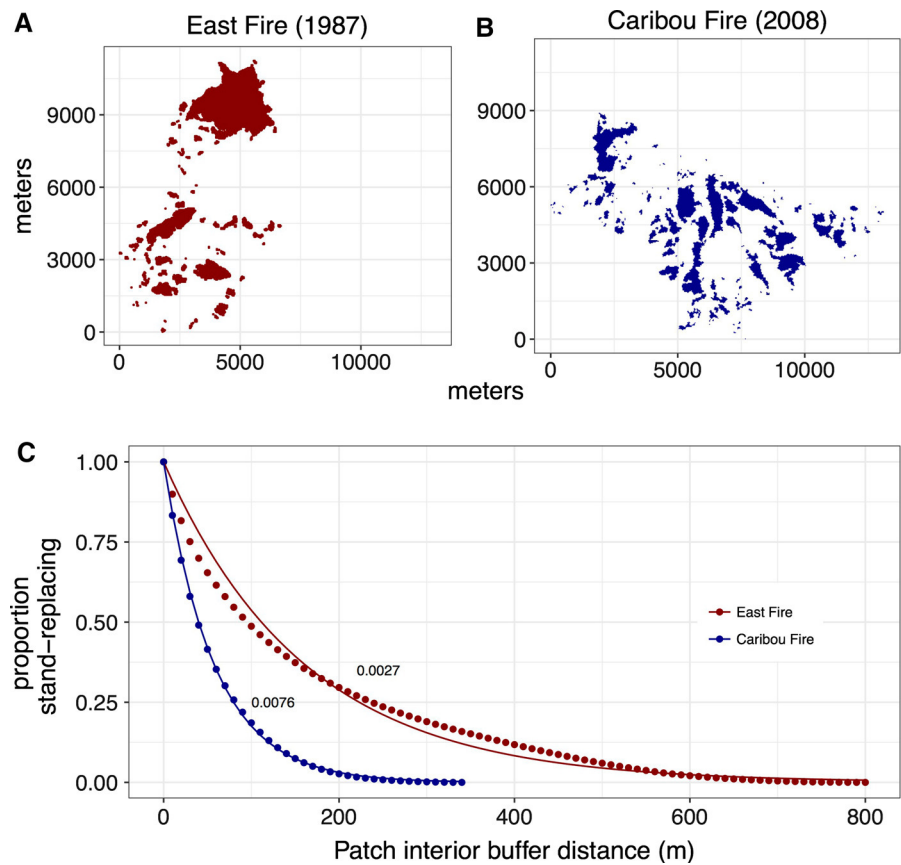 A
East Fire (1987)
B
Caribou Fire (2008)
meters
9000
6000
3000
0
0
5000
10000
9000
6000
3000
0
0
5000
10000
meters
C
proportion
stand−replacing
1.00
0.75
0.50
0.25
0.00
0.0027
0.0076
East Fire
Caribou Fire
0
200
400
600
800
Patch interior buffer distance (m)